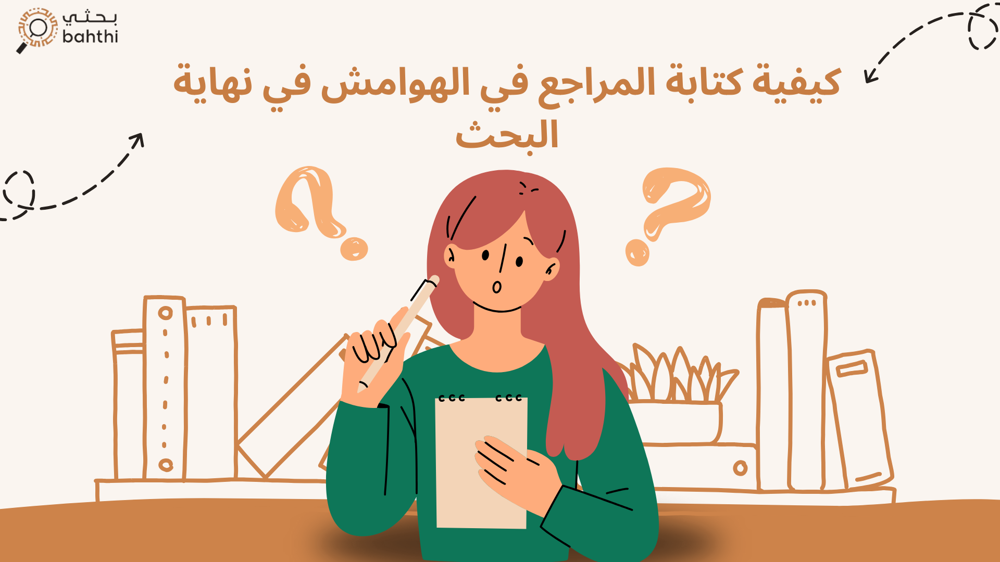 بحثي
bahthi
كيفية كتابة المراجع في الهوامش في نهاية
البحث